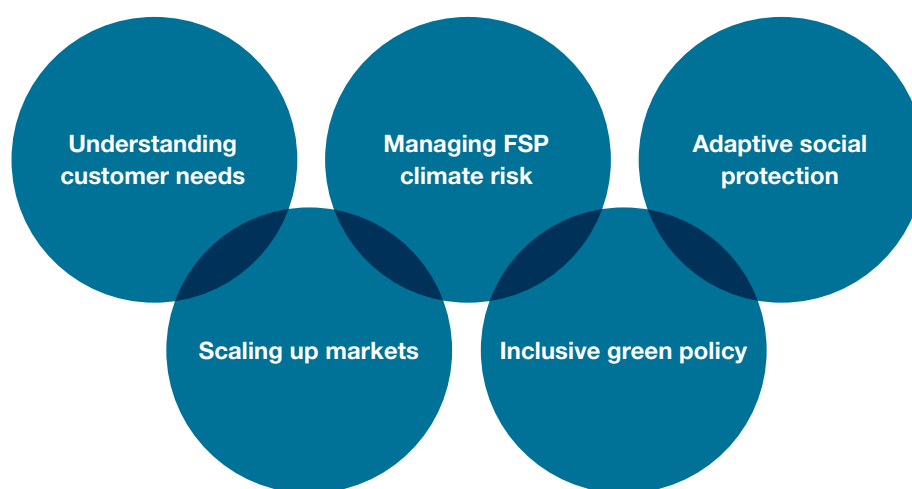 Understanding
customer needs
Managing FSP
climate risk
Adaptive social
protection
Scaling up markets
Inclusive green policy